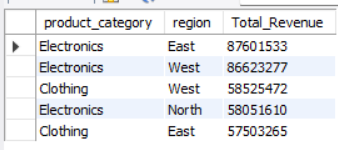 product_category region Total_Revenue
Electronics East 87601533
Electronics West 86623277
Clothing West 58525472
Electronics North 58051610
Clothing East 57503265